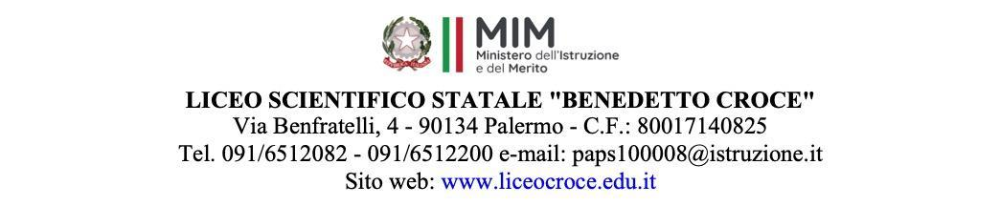 MIM
Ministero dell'Istruzione
e del Merito
LICEO SCIENTIFICO STATALE "BENEDETTO CROCE"
Via Benfratelli, 4 - 90134 Palermo - C.F.: 80017140825
Tel. 091/6512082 - 091/6512200 e-mail: paps100008@istruzione.it
Sito web: www.liceocroce.edu.it